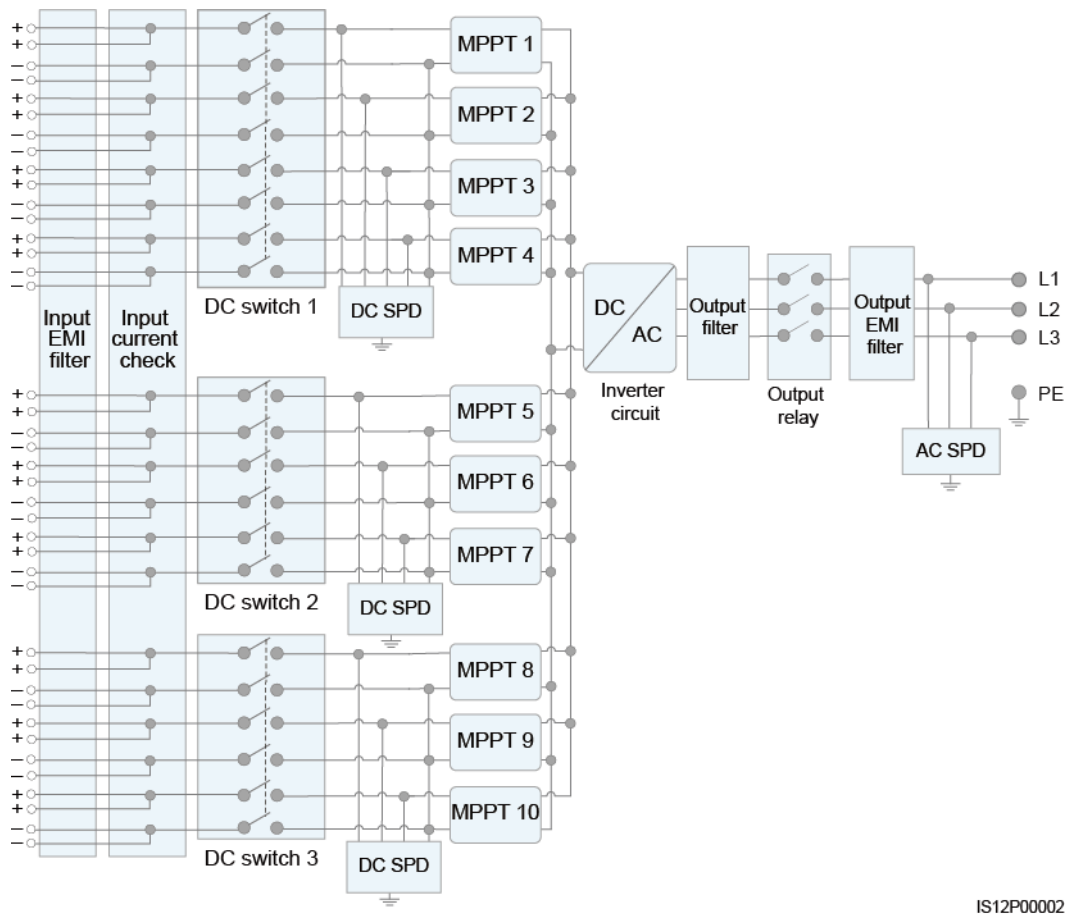 +
+
−
−
+
+
−
−
+
+
−
−
+
+
−
−
DC switch 1
MPPT 1
MPPT 2
MPPT 3
MPPT 4
DC SPD
Input
EMI
filter
Input
current
check
+
+
−
−
+
+
−
−
+
+
−
−
DC switch 2
MPPT 5
MPPT 6
MPPT 7
DC SPD
+
+
−
−
+
+
−
−
+
+
−
−
DC switch 3
MPPT 8
MPPT 9
MPPT 10
DC SPD
DC
AC
Inverter
circuit
Output
filter
Output
relay
Output
EMI
filter
L1
L2
L3
PE
AC SPD
IS12P00002